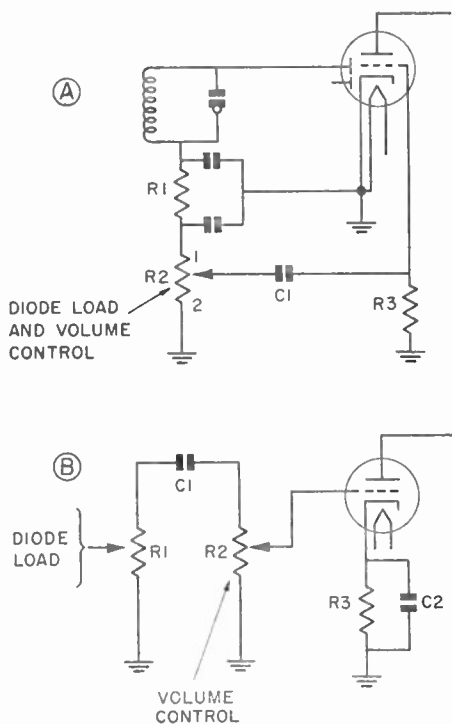 A
R1
1
R2
2
C1
R3
DIODE LOAD
AND VOLUME
CONTROL
B
C1
DIODE
LOAD
R1
R2
R3
C2
VOLUME
CONTROL